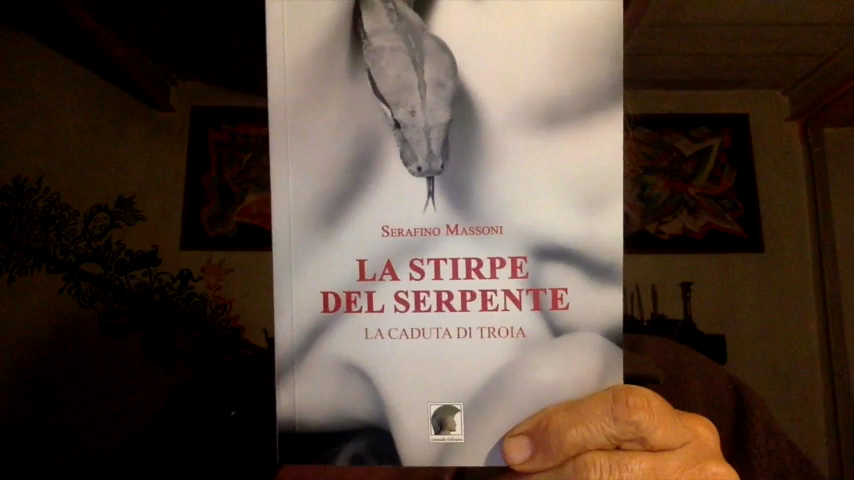 SERAFINO MASSONI
LA STIRPE
DEL SERPENTE
LA CADUTA DI TROIA